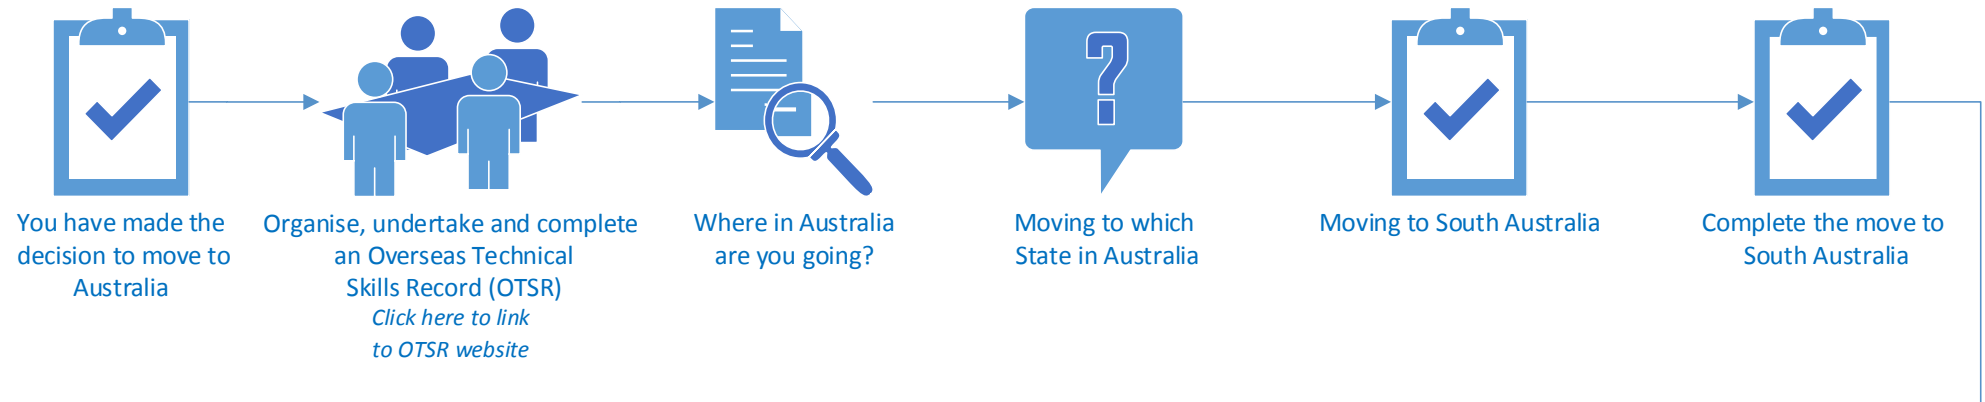 ?
You have made the
decision to move to
Australia
Organise, undertake and complete
an Overseas Technical
Skills Record (OTSR)
Click here to link
to OTSR website
Where in Australia
are you going?
Moving to which
State in Australia
Moving to South Australia
Complete the move to
South Australia